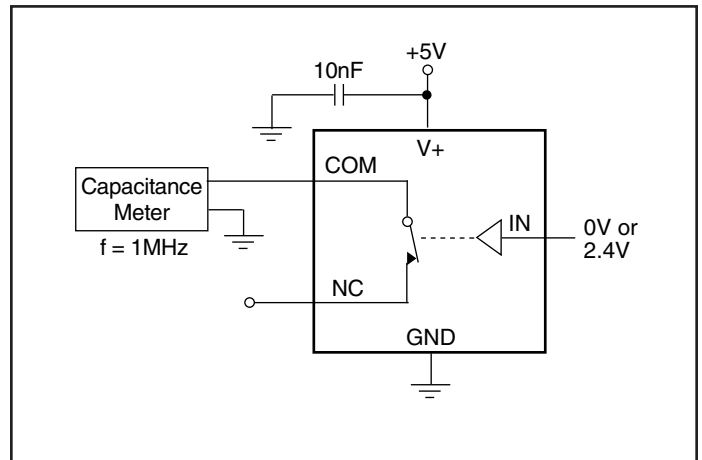 +5V
10nF
V+
COM
Capacitance
Meter
f = 1MHz
IN
0V or
2.4V
NC
GND